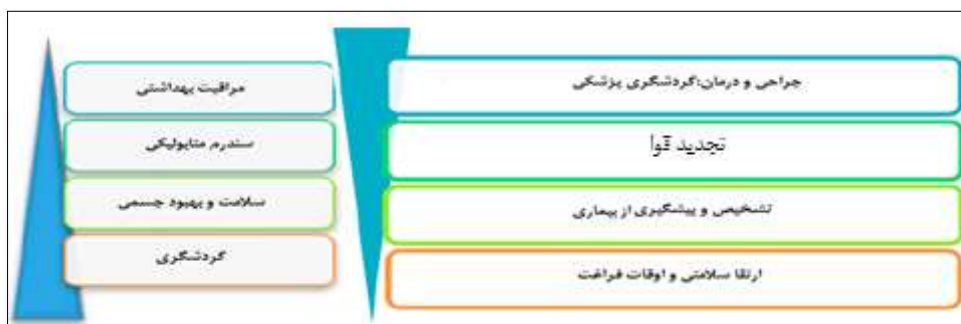 جراحی و درمان:گردشگری پزشکی
تجدید قوا
تشخیص و پیشگیری از بیماری
ارتقا سلامتی و اوقات فراغت
مراقبت بهداشتی
سندرم متابولیکی
سلامت و بهبود جسمی
گردشگری